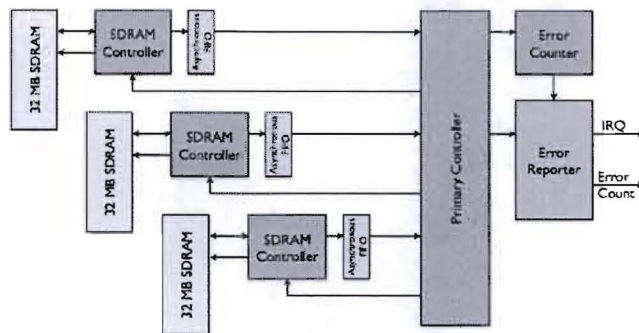 32 MB SDRAM
SDRAM
Controller
Asynchronous
FIFO
Error
Counter
32 MB SDRAM
SDRAM
Controller
Asynchronous
FIFO
Primary Controller
Error
Reporter
IRQ
Error
Count
32 MB SDRAM
SDRAM
Controller
Asynchronous
FIFO